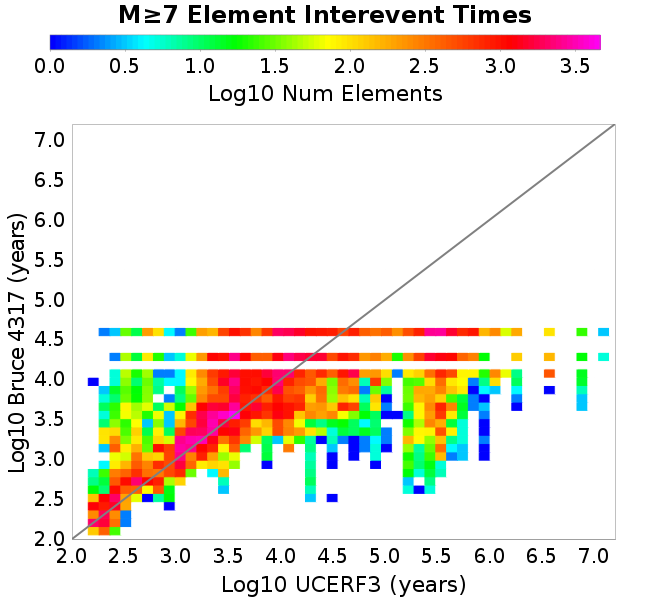 M≥7 Element Interevent Times
0.0 0.5 1.0 1.5 2.0 2.5 3.0 3.5
Log10 Num Elements
Log10 Bruce 4317 (years)
7.0
6.5
6.0
5.5
5.0
4.5
4.0
3.5
3.0
2.5
2.0
2.0 2.5 3.0 3.5 4.0 4.5 5.0 5.5 6.0 6.5 7.0
Log10 UCERF3 (years)